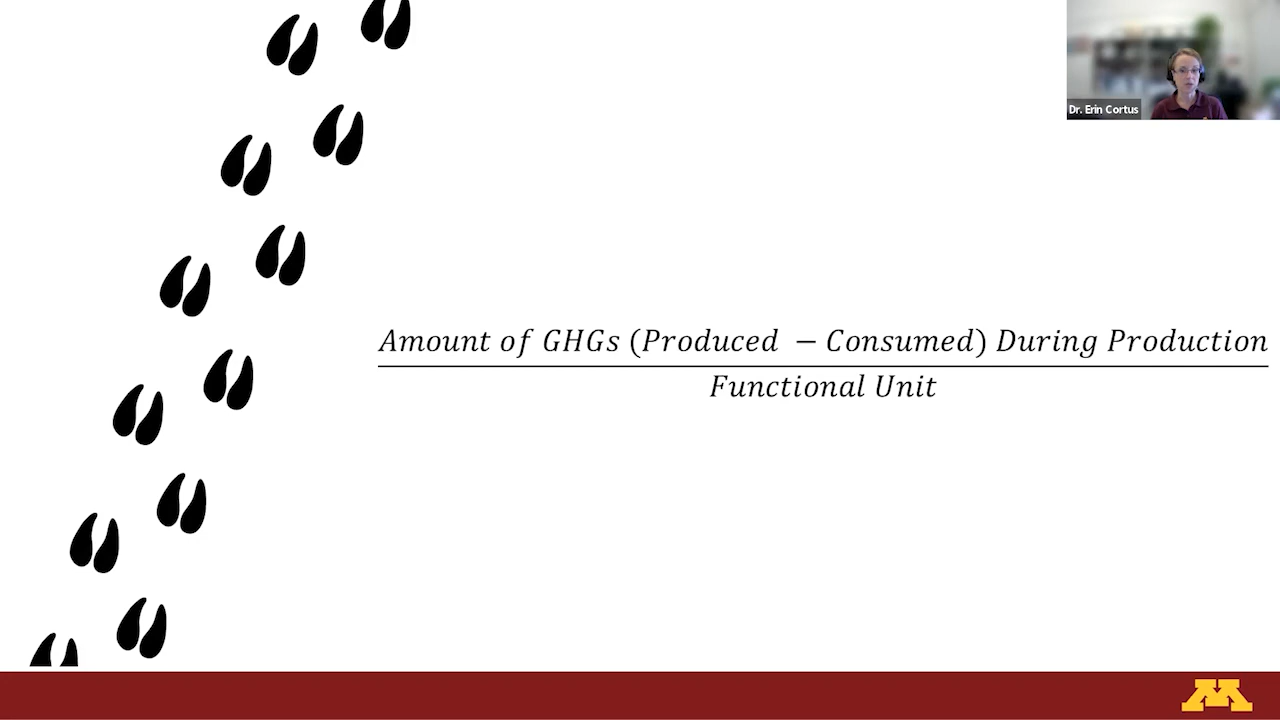 Dr. Erin Cortus
Amount of GHGs (Produced − Consumed) During Production
Functional Unit
M